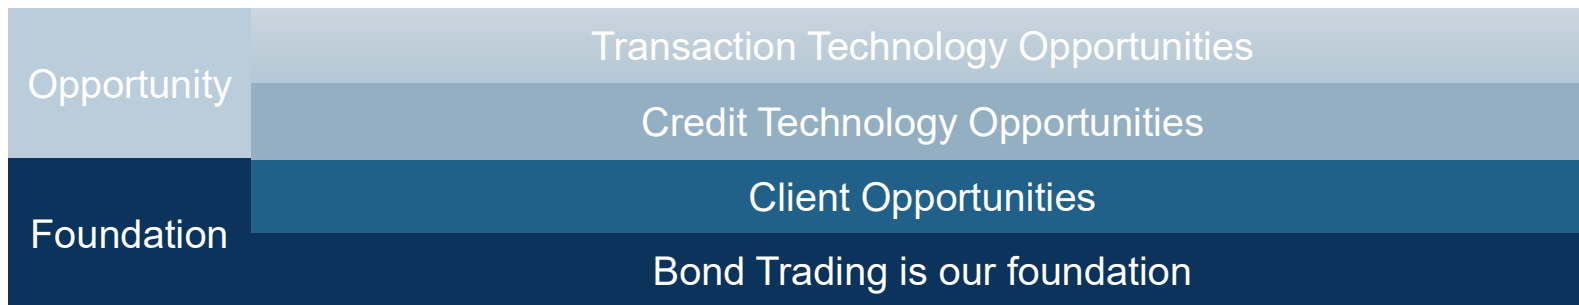 Opportunity
Transaction Technology Opportunities
Credit Technology Opportunities
Foundation
Client Opportunities
Bond Trading is our foundation